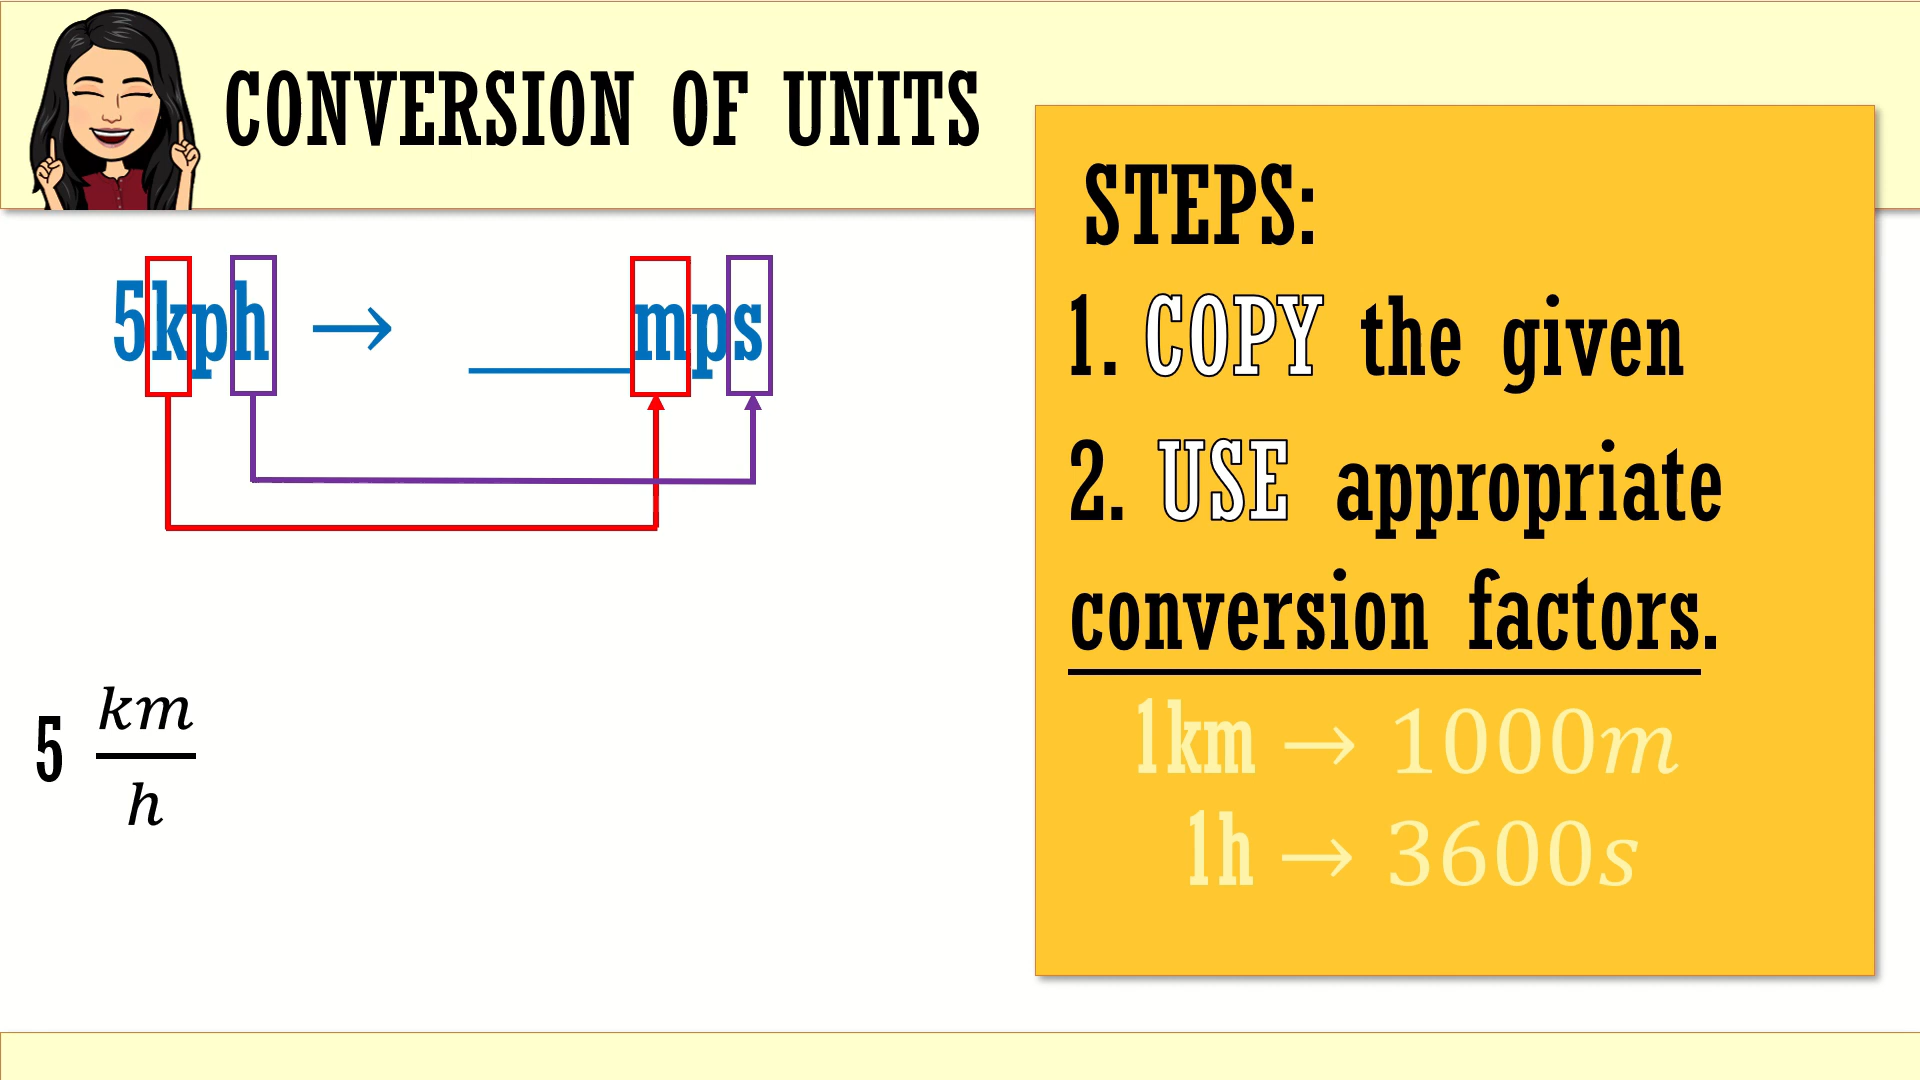 CONVERSION OF UNITS
5kph → _____mps
5 km/h
STEPS:
1. COPY the given
2. USE appropriate
conversion factors.
1km → 1000m
1h → 3600s